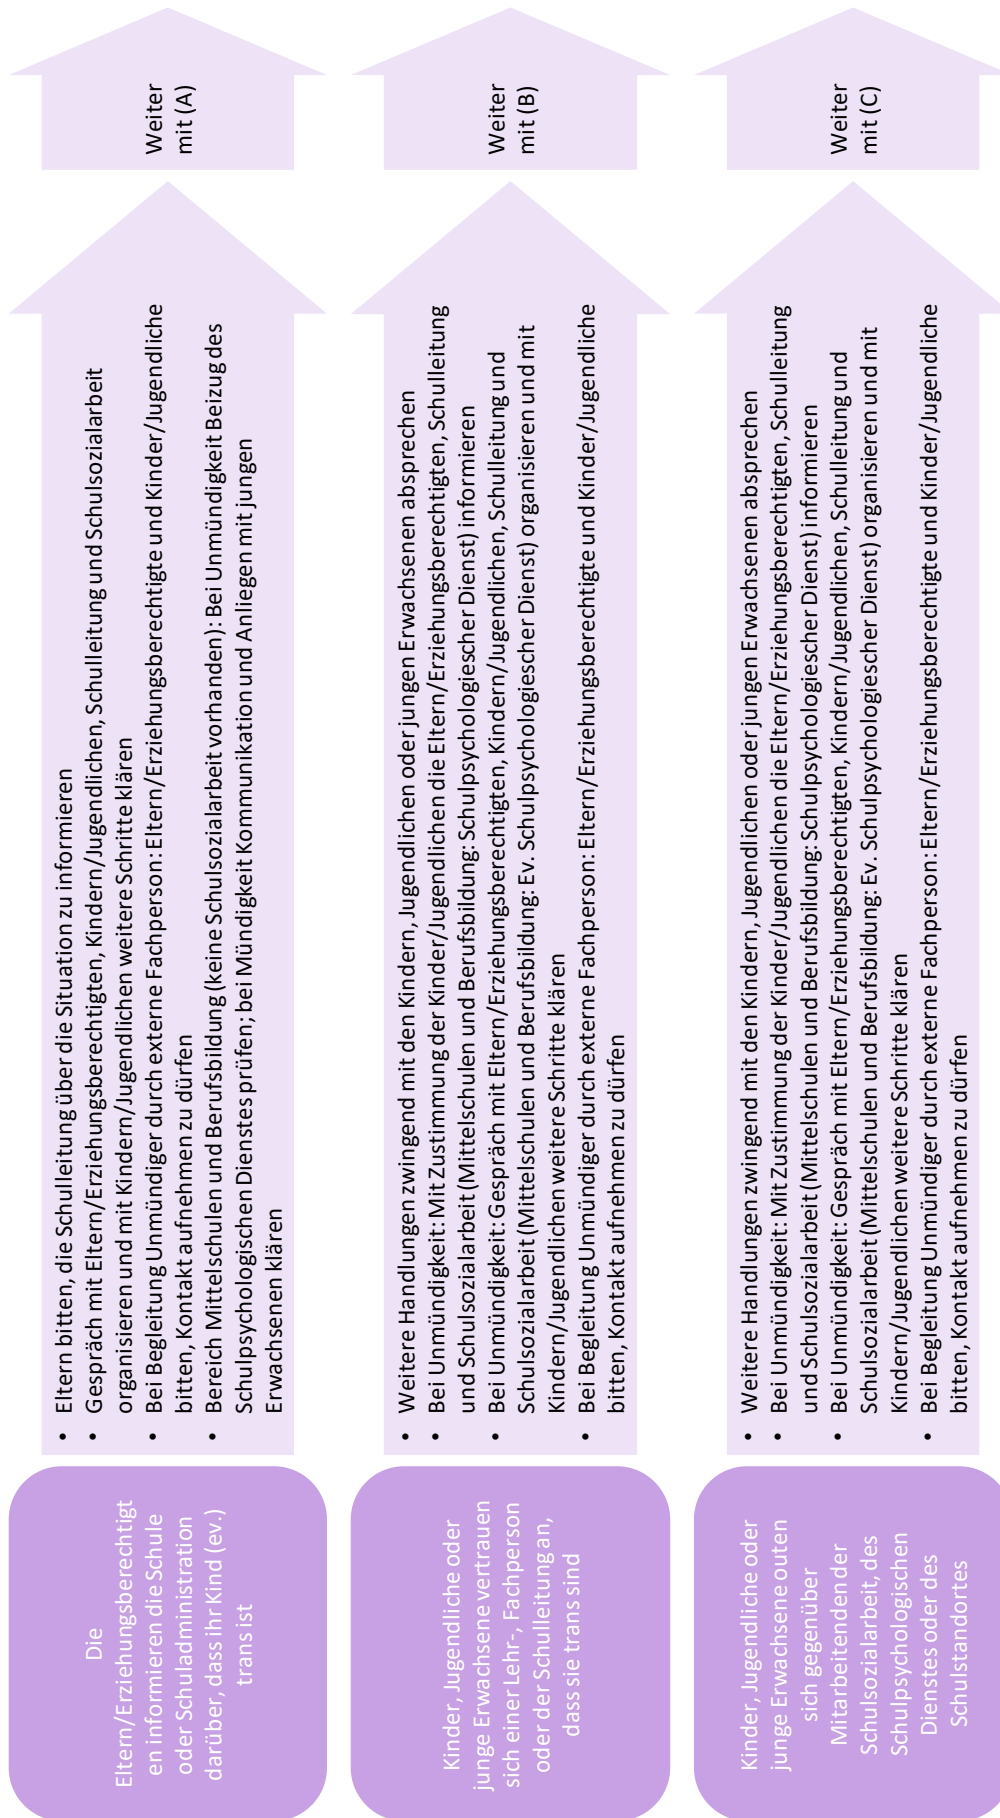 Die
Eltern/Erziehungsberechtigt
en informieren die Schule
oder Schuladministration
darüber, dass ihr Kind (ev.)
trans ist
• Eltern bitten, die Schulleitung über die Situation zu informieren
• Gespräch mit Eltern/Erziehungsberechtigten, Kindern/Jugendlichen, Schulleitung und Schulsozialarbeit
organisieren und mit Kindern/Jugendlichen weitere Schritte klären
• Bei Begleitung Unmündiger durch externe Fachperson: Eltern/Erziehungsberechtigte und Kinder/Jugendliche
bitten, Kontakt aufnehmen zu dürfen
• Bereich Mittelschulen und Berufsbildung (keine Schulsozialarbeit vorhanden): Bei Unmündigkeit Beizug des
Schulpsychologischen Dienstes prüfen; bei Mündigkeit Kommunikation und Anliegen mit jungen
Erwachsenen klären
Weiter
mit (A)
Kinder, Jugendliche oder
junge Erwachsene vertrauen
sich einer Lehr-, Fachperson
oder der Schulleitung an,
dass sie trans sind
• Weitere Handlungen zwingend mit den Kindern, Jugendlichen oder jungen Erwachsenen absprechen
• Bei Unmündigkeit: Mit Zustimmung der Kinder/Jugendlichen die Eltern/Erziehungsberechtigten, Schulleitung
und Schulsozialarbeit (Mittelschulen und Berufsbildung: Schulpsychologiescher Dienst) informieren
• Bei Unmündigkeit: Gespräch mit Eltern/Erziehungsberechtigten, Kindern/Jugendlichen, Schulleitung und
Schulsozialarbeit (Mittelschulen und Berufsbildung: Ev. Schulpsychologiescher Dienst) organisieren und mit
Kindern/Jugendlichen weitere Schritte klären
• Bei Begleitung Unmündiger durch externe Fachperson: Eltern/Erziehungsberechtigte und Kinder/Jugendliche
bitten, Kontakt aufnehmen zu dürfen
Weiter
mit (B)
Kinder, Jugendliche oder
junge Erwachsene outen
sich gegenüber
Mitarbeitenden der
Schulsozialarbeit, des
Schulpsychologischen
Dienstes oder des
Schulstandortes
• Weitere Handlungen zwingend mit den Kindern, Jugendlichen oder jungen Erwachsenen absprechen
• Bei Unmündigkeit: Mit Zustimmung der Kinder/Jugendlichen die Eltern/Erziehungsberechtigten, Schulleitung
und Schulsozialarbeit (Mittelschulen und Berufsbildung: Schulpsychologiescher Dienst) informieren
• Bei Unmündigkeit: Gespräch mit Eltern/Erziehungsberechtigten, Kindern/Jugendlichen, Schulleitung und
Schulsozialarbeit (Mittelschulen und Berufsbildung: Ev. Schulpsychologiescher Dienst) organisieren und mit
Kindern/Jugendlichen weitere Schritte klären
• Bei Begleitung Unmündiger durch externe Fachperson: Eltern/Erziehungsberechtigte und Kinder/Jugendliche
bitten, Kontakt aufnehmen zu dürfen
Weiter
mit (C)